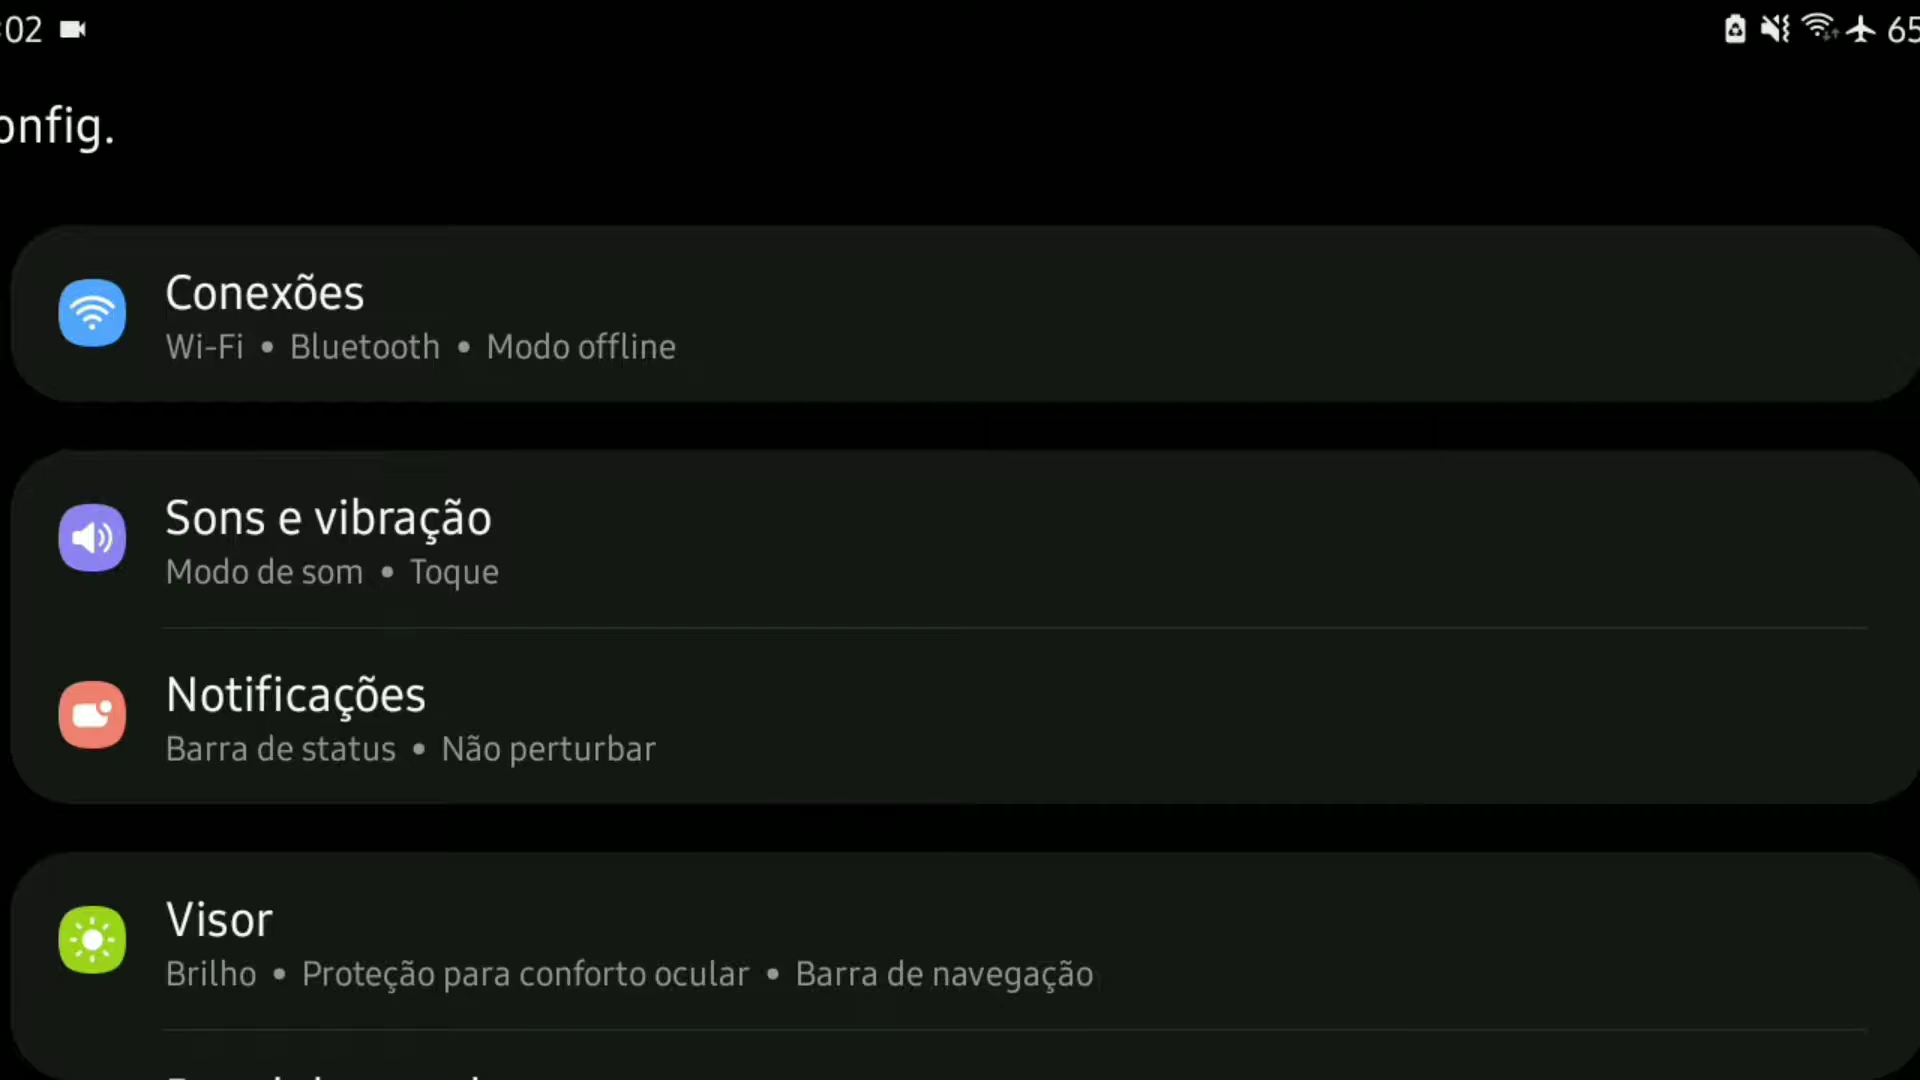 :02 65
onfig.
Conexões
Wi-Fi • Bluetooth • Modo offline
Sons e vibração
Modo de som • Toque
Notificações
Barra de status • Não perturbar
Visor
Brilho • Proteção para conforto ocular • Barra de navegação